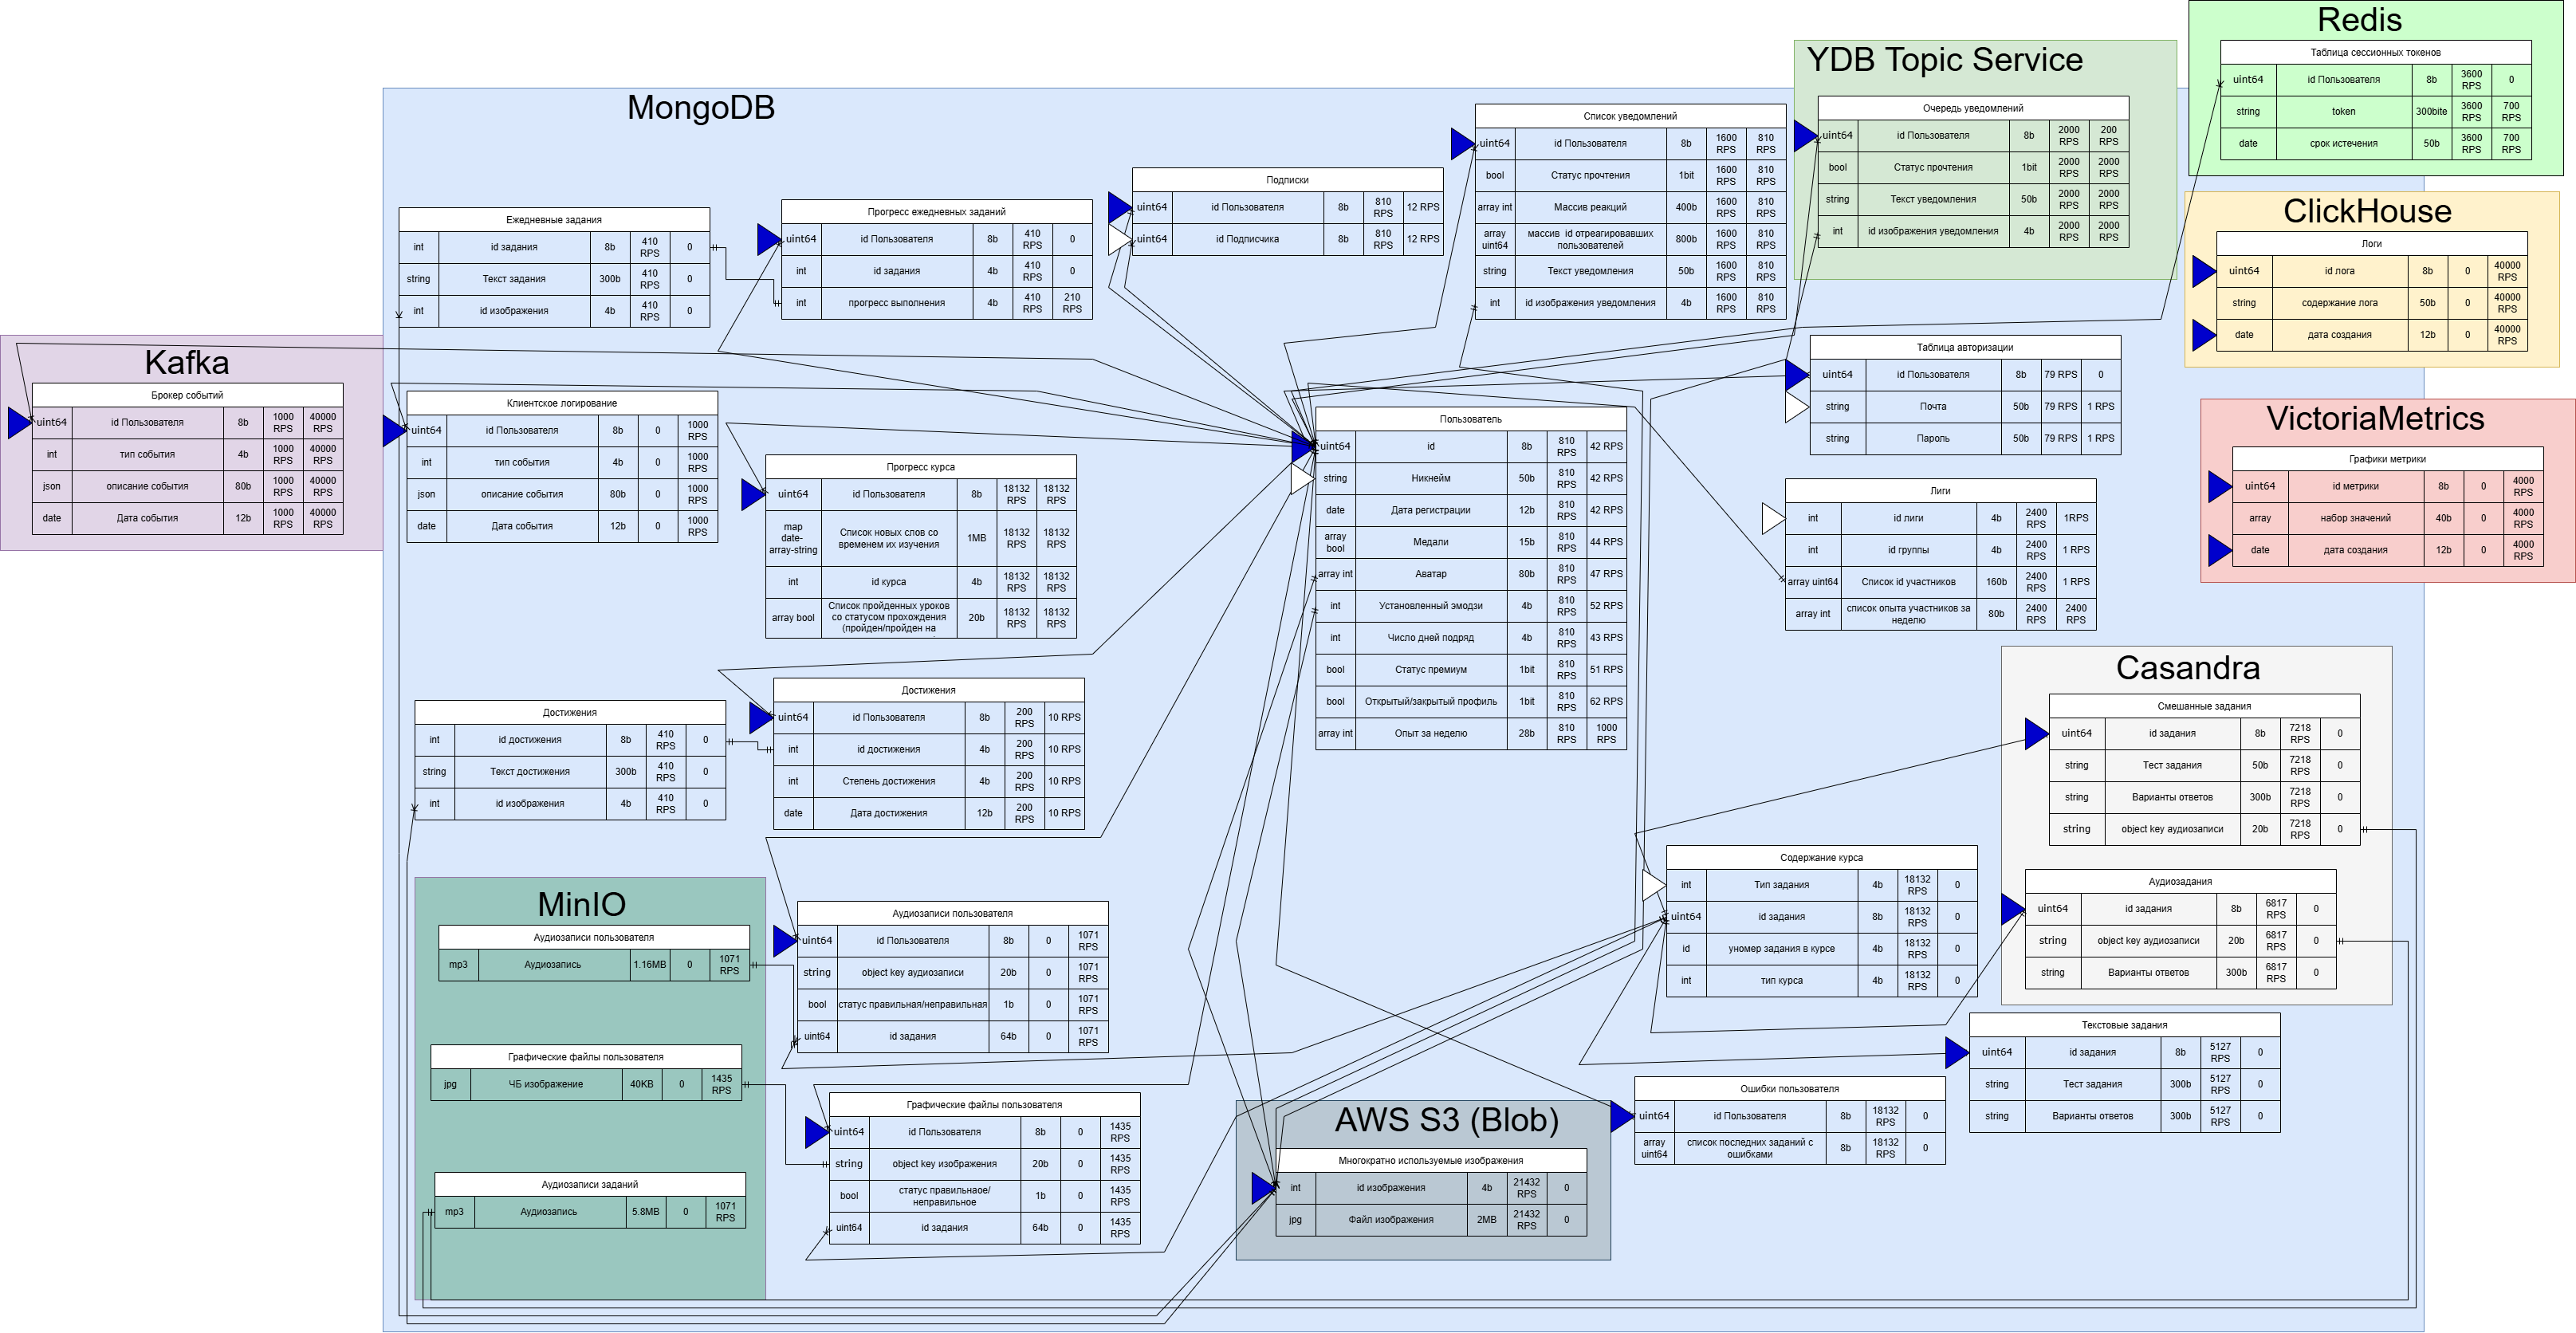 Redis
Таблица сессионных токенов
uint64 id Пользователя 8b 3600 RPS 0
string token 300bite 3600 RPS 700 RPS
date срок истечения 50b 3600 RPS 700 RPS
YDB Topic Service
Очередь уведомлений
uint64 id Пользователя 8b 2000 RPS 200 RPS
bool Статус прочтения 1bit 2000 RPS 2000 RPS
string Текст уведомления 50b 2000 RPS 2000 RPS
int id изображения уведомления 4b 2000 RPS 2000 RPS
MongoDB
Список уведомлений
uint64 id Пользователя 8b 1600 RPS 810 RPS
bool Статус прочтения 1bit 1600 RPS 810 RPS
array int Массив реакций 400b 1600 RPS 810 RPS
array uint64 массив id отреагировавших пользователей 800b 1600 RPS 810 RPS
string Текст уведомления 50b 1600 RPS 810 RPS
int id изображения уведомления 4b 1600 RPS 810 RPS
Подписки
uint64 id Пользователя 8b 810 RPS 12 RPS
uint64 id Подписчика 8b 810 RPS 12 RPS
Прогресс ежедневных заданий
uint64 id Пользователя 8b 410 RPS 0
int id задания 4b 410 RPS 0
int прогресс выполнения 4b 410 RPS 210 RPS
Ежедневные задания
int id задания 8b 410 RPS 0
string Текст задания 300b 410 RPS 0
int id изображения 4b 410 RPS 0
ClickHouse
Логи
uint64 id лога 8b 0 40000 RPS
string содержание лога 50b 0 40000 RPS
date дата создания 12b 0 40000 RPS
Kafka
Брокер событий
uint64 id Пользователя 8b 1000 RPS 40000 RPS
int тип события 4b 1000 RPS 40000 RPS
json описание события 80b 1000 RPS 40000 RPS
date Дата события 12b 1000 RPS 40000 RPS
Клиентское логирование
uint64 id Пользователя 8b 0 1000 RPS
int тип события 4b 0 1000 RPS
json описание события 80b 0 1000 RPS
date Дата события 12b 0 1000 RPS
Прогресс курса
uint64 id Пользователя 8b 18132 RPS 18132 RPS
map date-array-string Список новых слов со временем их изучения 1MB 18132 RPS 18132 RPS
int id курса 4b 18132 RPS 18132 RPS
array bool Список пройденных уроков со статусом прохождения (пройден/пройден на 20b 18132 RPS 18132 RPS
Пользователь
uint64 id 8b 810 RPS 42 RPS
string Никнейм 50b 810 RPS 42 RPS
date Дата регистрации 12b 810 RPS 42 RPS
array bool Медали 15b 810 RPS 44 RPS
array int Аватар 80b 810 RPS 47 RPS
int Установленный эмодзи 4b 810 RPS 52 RPS
int Число дней подряд 4b 810 RPS 43 RPS
bool Статус премиум 1bit 810 RPS 51 RPS
bool Открытый/закрытый профиль 1bit 810 RPS 62 RPS
array int Опыт за неделю 28b 810 RPS 1000 RPS
Таблица авторизации
uint64 id Пользователя 8b 79 RPS 0
string Почта 50b 79 RPS 1 RPS
string Пароль 50b 79 RPS 1 RPS
Лиги
int id лиги 4b 2400 RPS 1RPS
int id группы 4b 2400 RPS 1 RPS
array uint64 Список id участников 160b 2400 RPS 1 RPS
array int список опыта участников за неделю 80b 2400 RPS 2400 RPS
VictoriaMetrics
Графики метрики
uint64 id метрики 8b 0 4000 RPS
array набор значений 40b 0 4000 RPS
date дата создания 12b 0 4000 RPS
Достижения
int id достижения 8b 410 RPS 0
string Текст достижения 300b 410 RPS 0
int id изображения 4b 410 RPS 0
Достижения
uint64 id Пользователя 8b 200 RPS 10 RPS
int id достижения 4b 200 RPS 10 RPS
int Степень достижения 4b 200 RPS 10 RPS
date Дата достижения 12b 200 RPS 10 RPS
Casandra
Смешанные задания
uint64 id задания 8b 7218 RPS 0
string Тест задания 50b 7218 RPS 0
string Варианты ответов 300b 7218 RPS 0
string object key аудиозаписи 20b 7218 RPS 0
Аудиозадания
uint64 id задания 8b 6817 RPS 0
string object key аудиозаписи 20b 6817 RPS 0
string Варианты ответов 300b 6817 RPS 0
Содержание курса
int Тип задания 4b 18132 RPS 0
uint64 id задания 8b 18132 RPS 0
id уномер задания в курсе 4b 18132 RPS 0
int тип курса 4b 18132 RPS 0
MinIO
Аудиозаписи пользователя
mp3 Аудиозапись 1.16MB 0 1071 RPS
Графические файлы пользователя
jpg ЧБ изображение 40KB 0 1435 RPS
Аудиозаписи заданий
mp3 Аудиозапись 5.8MB 0 1071 RPS
Аудиозаписи пользователя
uint64 id Пользователя 8b 0 1071 RPS
string object key аудиозаписи 20b 0 1071 RPS
bool статус правильная/неправильная 1b 0 1071 RPS
uint64 id задания 64b 0 1071 RPS
Графические файлы пользователя
uint64 id Пользователя 8b 0 1435 RPS
string object key изображения 20b 0 1435 RPS
bool статус правильнаое/ неправильное 1b 0 1435 RPS
uint64 id задания 64b 0 1435 RPS
AWS S3 (Blob)
Многократно используемые изображения
int id изображения 4b 21432 RPS 0
jpg Файл изображения 2MB 21432 RPS 0
Ошибки пользователя
uint64 id Пользователя 8b 18132 RPS 0
array uint64 список последних заданий с ошибками 8b 18132 RPS 0
Текстовые задания
uint64 id задания 8b 5127 RPS 0
string Тест задания 300b 5127 RPS 0
string Варианты ответов 300b 5127 RPS 0